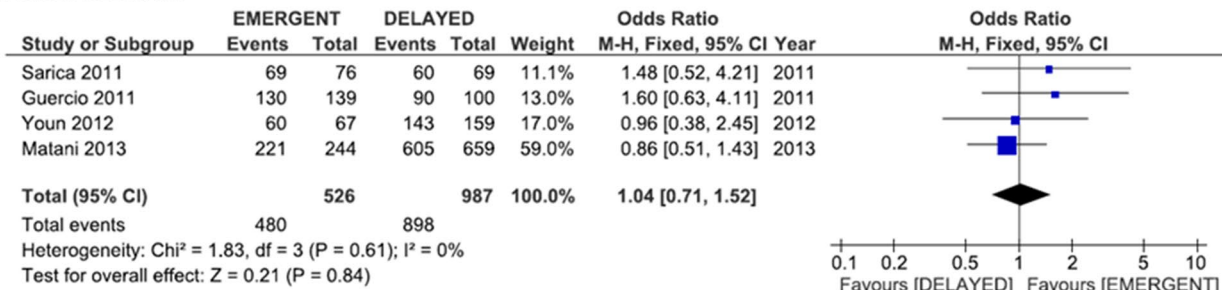 EMERGENT DELAYED Odds Ratio Odds Ratio
Study or Subgroup Events Total Events Total Weight M-H, Fixed, 95% CI Year M-H, Fixed, 95% CI
Sarica 2011 69 76 60 69 11.1% 1.48 [0.52, 4.21] 2011
Guercio 2011 130 139 90 100 13.0% 1.60 [0.63, 4.11] 2011
Youn 2012 60 67 143 159 17.0% 0.96 [0.38, 2.45] 2012
Matani 2013 221 244 605 659 59.0% 0.86 [0.51, 1.43] 2013
Total (95% CI) 526 987 100.0% 1.04 [0.71, 1.52]
Total events 480 898
Heterogeneity: Chi² = 1.83, df = 3 (P = 0.61); I² = 0%
Test for overall effect: Z = 0.21 (P = 0.84)
0.1 0.2 0.5 1 2 5 10
Favours [DELAYED] Favours [EMERGENT]